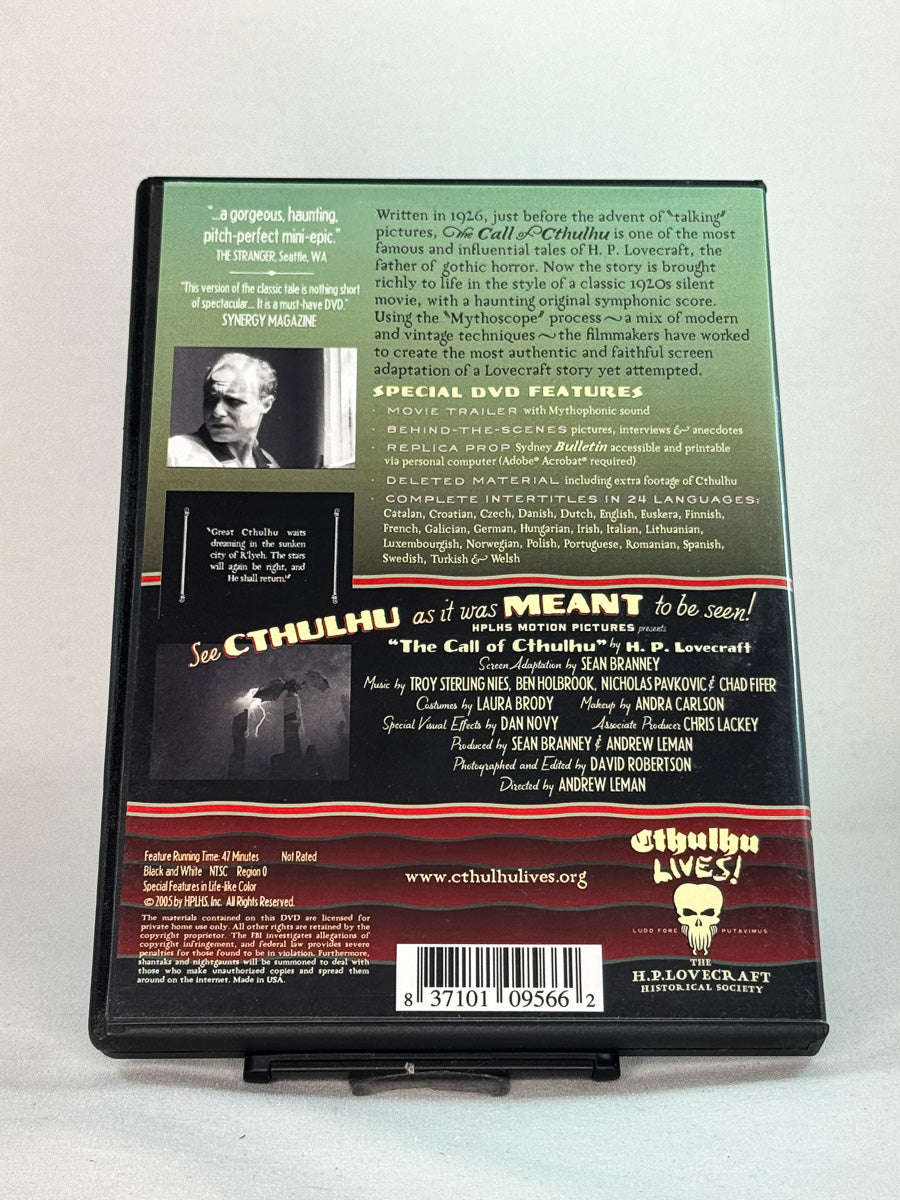 "...a gorgeous, haunting,
pitch-perfect mini-epic."
THE STRANGER, Seattle, WA
"This version of the classic tale is nothing short
of spectacular... It is a must-have DVD."
SYNERGY MAGAZINE
Written in 1926, just before the advent of "talking"
pictures, The Call of Cthulhu is one of the most
famous and influential tales of H. P. Lovecraft, the
father of gothic horror. Now the story is brought
richly to life in the style of a classic 1920s silent
movie, with a haunting original symphonic score.
Using the "Mythoscope" process~a mix of modern
and vintage techniques~the filmmakers have worked
to create the most authentic and faithful screen
adaptation of a Lovecraft story yet attempted.
SPECIAL DVD FEATURES
· MOVIE TRAILER with Mythophonic sound
· BEHIND-THE-SCENES pictures, interviews & anecdotes
· REPLICA PROP Sydney Bulletin accessible and printable
via personal computer (Adobe® Acrobat® required)
· DELETED MATERIAL including extra footage of Cthulhu
· COMPLETE INTERTITLES IN 24 LANGUAGES:
Catalan, Croatian, Czech, Danish, Dutch, English, Euskera, Finnish,
French, Galician, German, Hungarian, Irish, Italian, Lithuanian,
Luxembourgish, Norwegian, Polish, Portuguese, Romanian, Spanish,
Swedish, Turkish & Welsh
"Great Cthulhu waits
dreaming in the sunken
city of R'lyeh. The stars
will again be right, and
He shall return."
See CTHULHU as it was MEANT to be seen!
HPLHS MOTION PICTURES presents
"The Call of Cthulhu" by H. P. Lovecraft
Screen Adaptation by SEAN BRANNEY
Music by TROY STERLING NIES, BEN HOLBROOK, NICHOLAS PAVKOVIC & CHAD FIFER
Costumes by LAURA BRODY Makeup by ANDRA CARLSON
Special Visual Effects by DAN NOVY Associate Producer CHRIS LACKEY
Produced by SEAN BRANNEY & ANDREW LEMAN
Photographed and Edited by DAVID ROBERTSON
Directed by ANDREW LEMAN
Feature Running Time: 47 Minutes Not Rated
Black and White NTSC Region 0
Special Features in Life-like Color
© 2005 by HPLHS, Inc. All Rights Reserved.
The materials contained on this DVD are licensed for
private home use only. All other rights are retained by the
copyright proprietor. The FBI investigates allegations of
copyright infringement, and federal law provides severe
penalties for those found to be in violation. Furthermore,
shantaks and nightgaunts will be summoned to deal with
those who make unauthorized copies and spread them
around on the internet. Made in USA.
www.cthulhulives.org
8 37101 09566 2
Cthulhu
LIVES!
LUDO FORE PUTAVIMUS
THE
H.P. LOVECRAFT
HISTORICAL SOCIETY